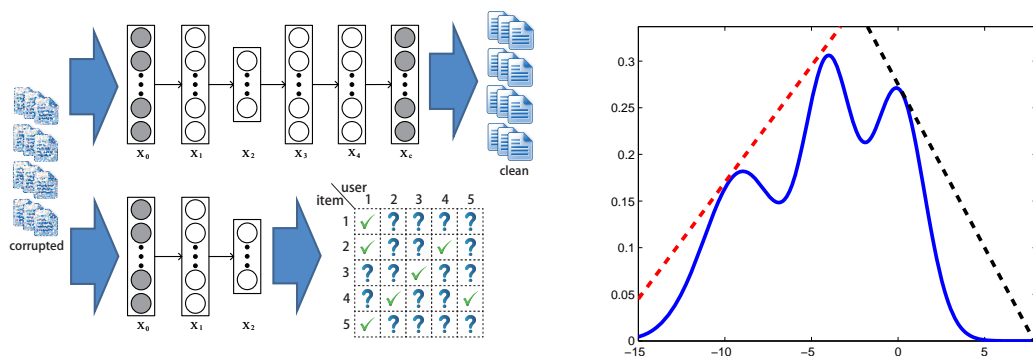 X₀ X₁ X₂ X₃ X₄ X_c
clean
corrupted
user
item 1 2 3 4 5
1 ✓ ? ? ? ?
2 ✓ ? ? ✓ ?
3 ? ? ✓ ? ?
4 ? ✓ ? ? ✓
5 ✓ ? ? ? ?
X₀ X₁ X₂
0.3
0.25
0.2
0.15
0.1
0.05
0
−15 −10 −5 0 5